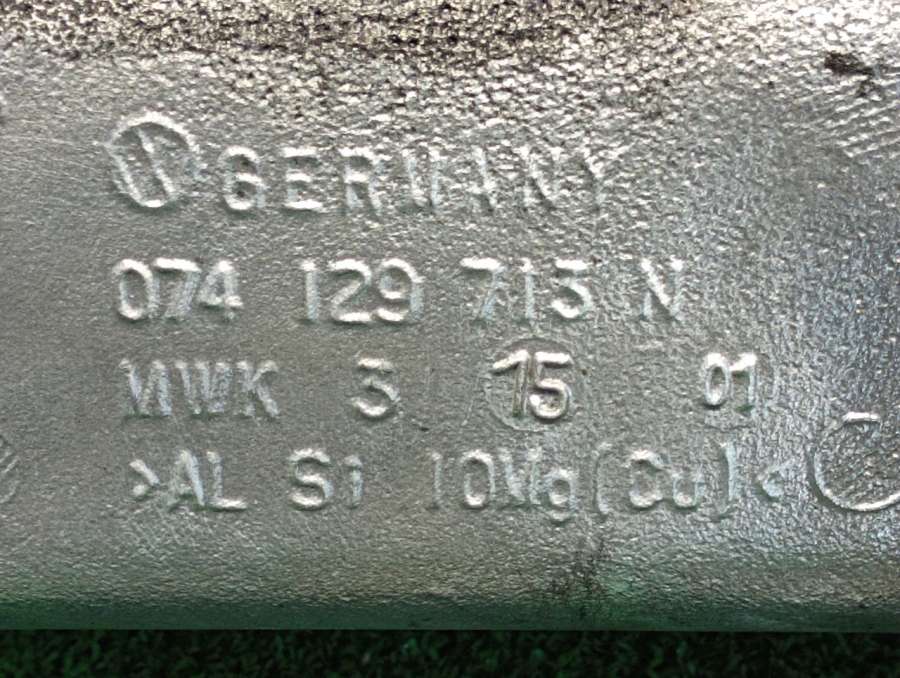 GERMANY
074 129 713 N
MWK 3 15 01
>AL Si 10Mg(Cu)<